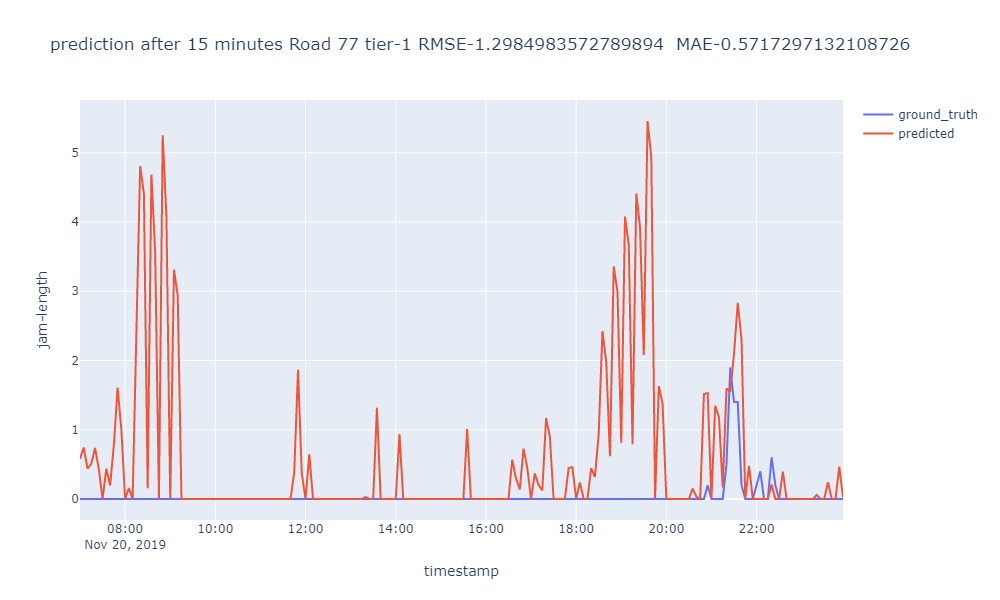 prediction after 15 minutes Road 77 tier-1 RMSE-1.2984983572789894  MAE-0.5717297132108726
ground_truth
predicted
5
4
3
2
1
0
jam-length
08:00 10:00 12:00 14:00 16:00 18:00 20:00 22:00
Nov 20, 2019
timestamp